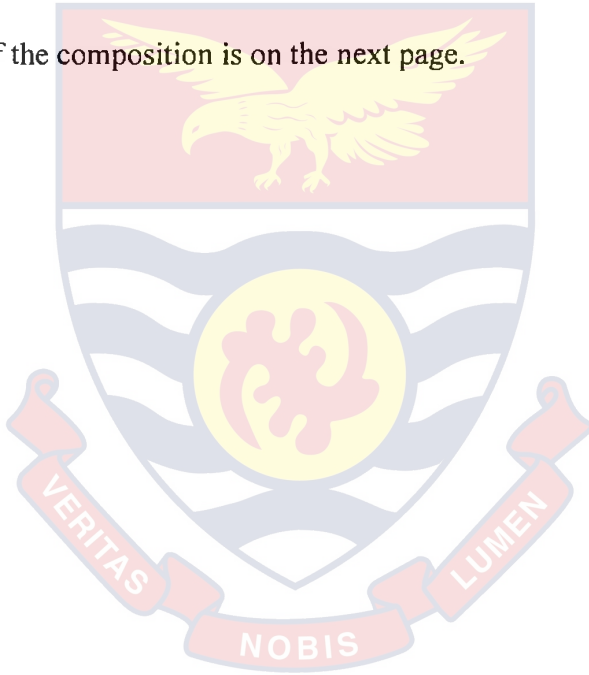 the composition is on the next page.
VERITAS
NOBIS
LUMEN